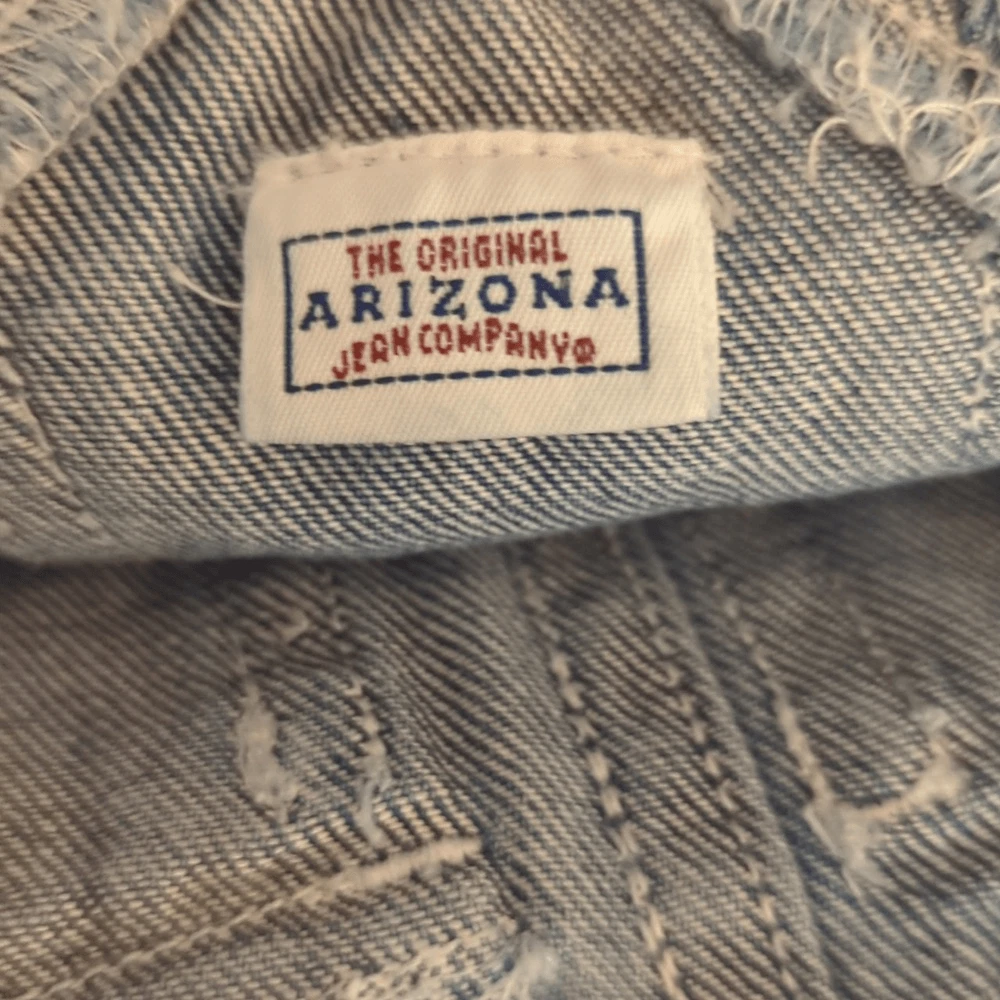 THE ORIGINAL
ARIZONA
JEAN COMPANY®